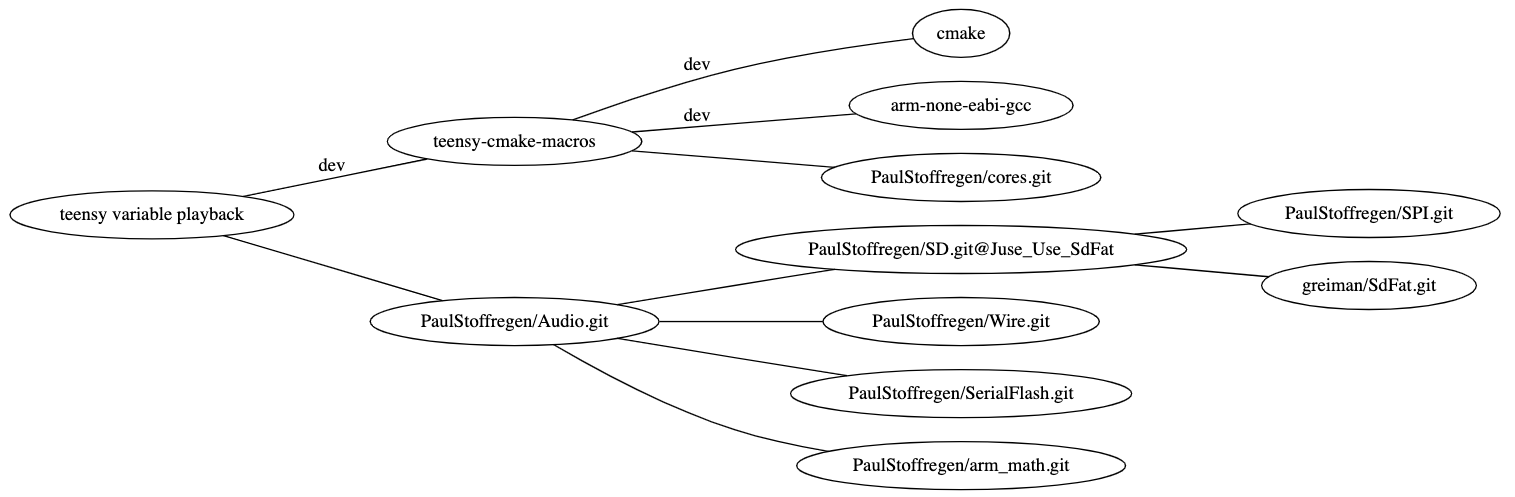 cmake
dev
arm-none-eabi-gcc
dev
teensy-cmake-macros
dev
PaulStoffregen/cores.git
teensy variable playback
PaulStoffregen/SPI.git
PaulStoffregen/SD.git@Juse_Use_SdFat
greiman/SdFat.git
PaulStoffregen/Audio.git
PaulStoffregen/Wire.git
PaulStoffregen/SerialFlash.git
PaulStoffregen/arm_math.git